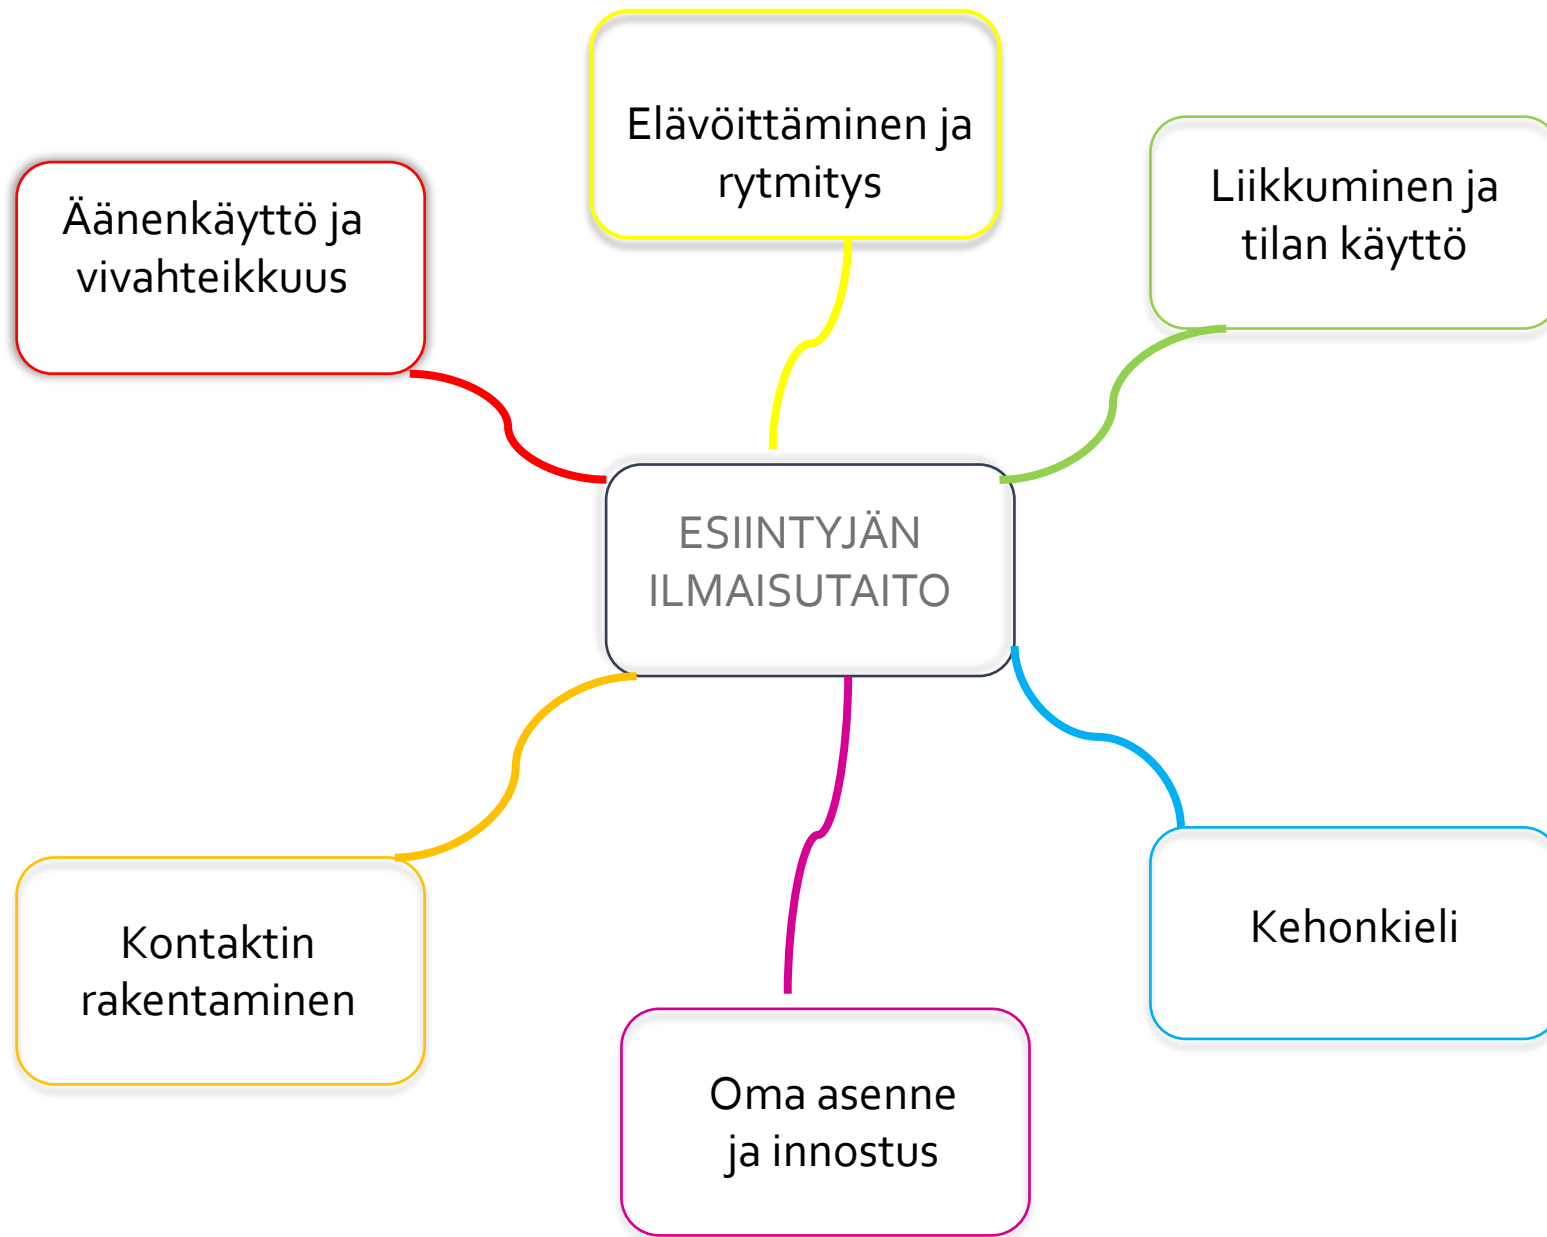 Elävöittäminen ja
rytmitys
Äänenkäyttö ja
vivahteikkuus
Liikkuminen ja
tilan käyttö
ESIINTYJÄN
ILMAISUTAITO
Kontaktin
rakentaminen
Kehonkieli
Oma asenne
ja innostus